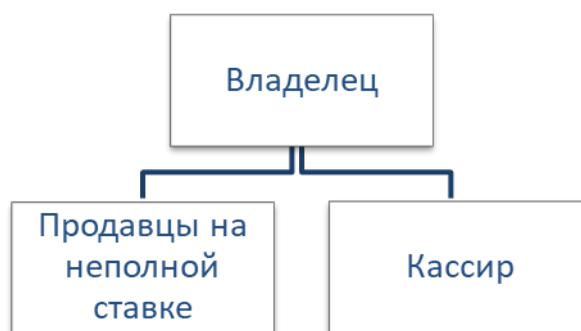 Владелец
Продавцы на
неполной
ставке
Кассир